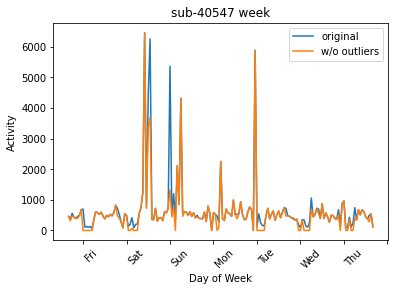 sub-40547 week
original
w/o outliers
6000
5000
4000
3000
2000
1000
0
Activity
Fri
Sat
Sun
Mon
Tue
Wed
Thu
Day of Week